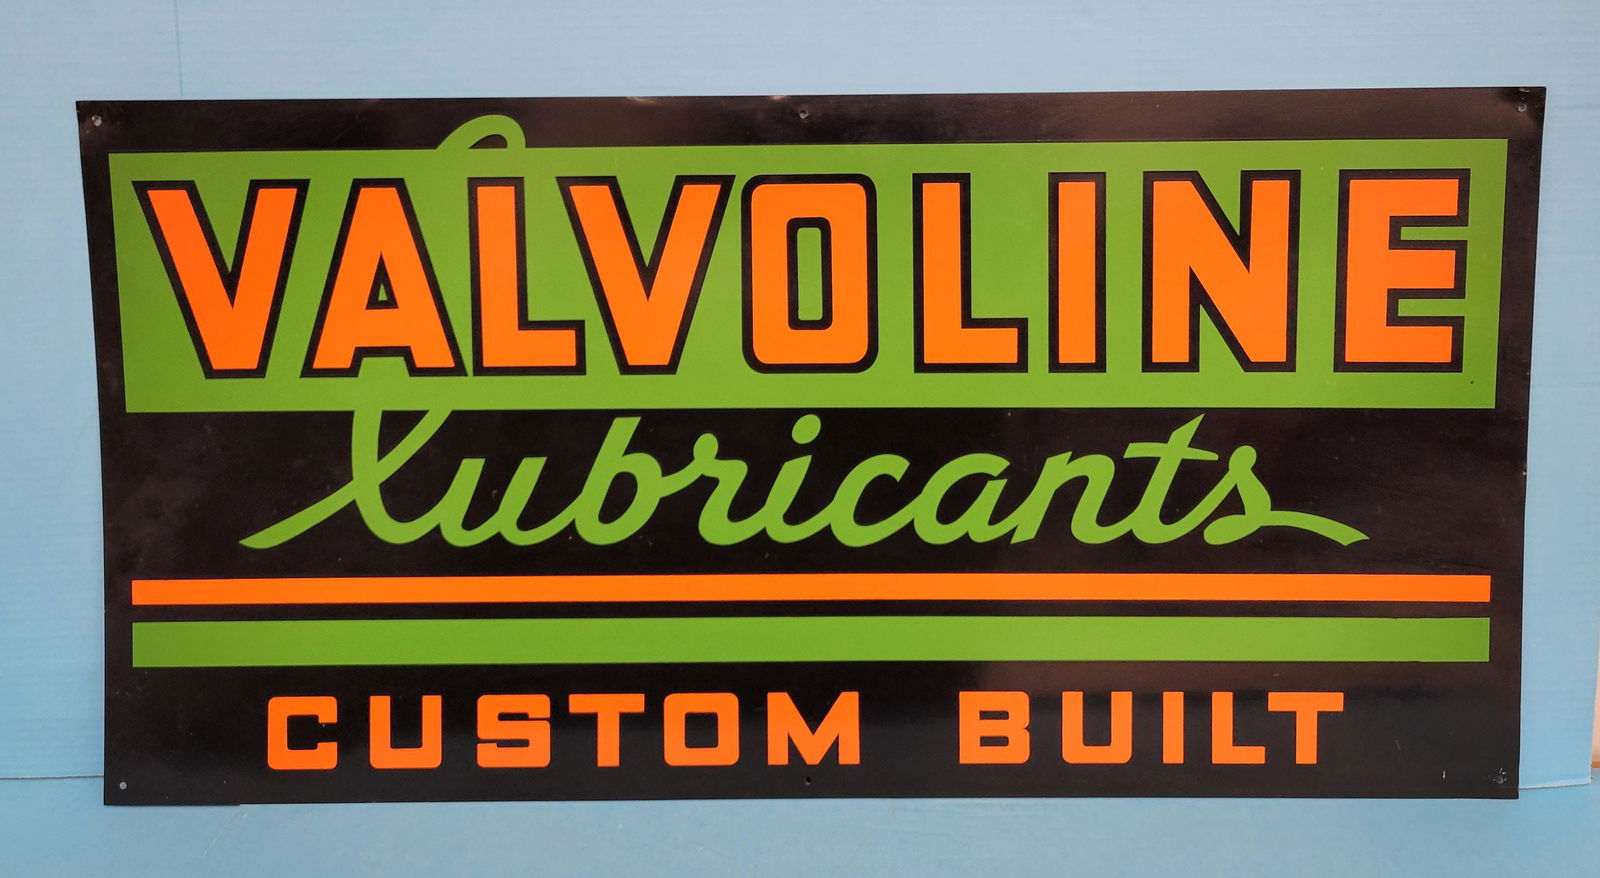 VALVOLINE
lubricants
CUSTOM BUILT